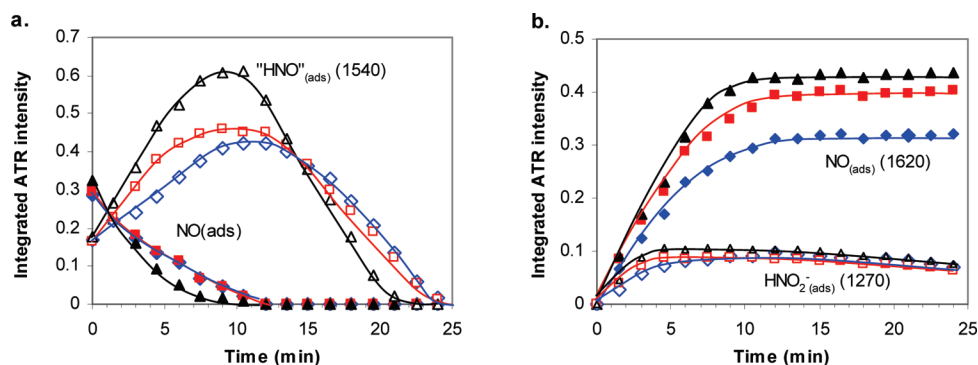 a.
Integrated ATR intensity
0.7
0.6
0.5
0.4
0.3
0.2
0.1
0.0
"HNO"(ads) (1540)
NO(ads)
0 5 10 15 20 25
Time (min)
b.
Integrated ATR intensity
0.5
0.4
0.3
0.2
0.1
0.0
NO(ads) (1620)
HNO2-(ads) (1270)
0 5 10 15 20 25
Time (min)